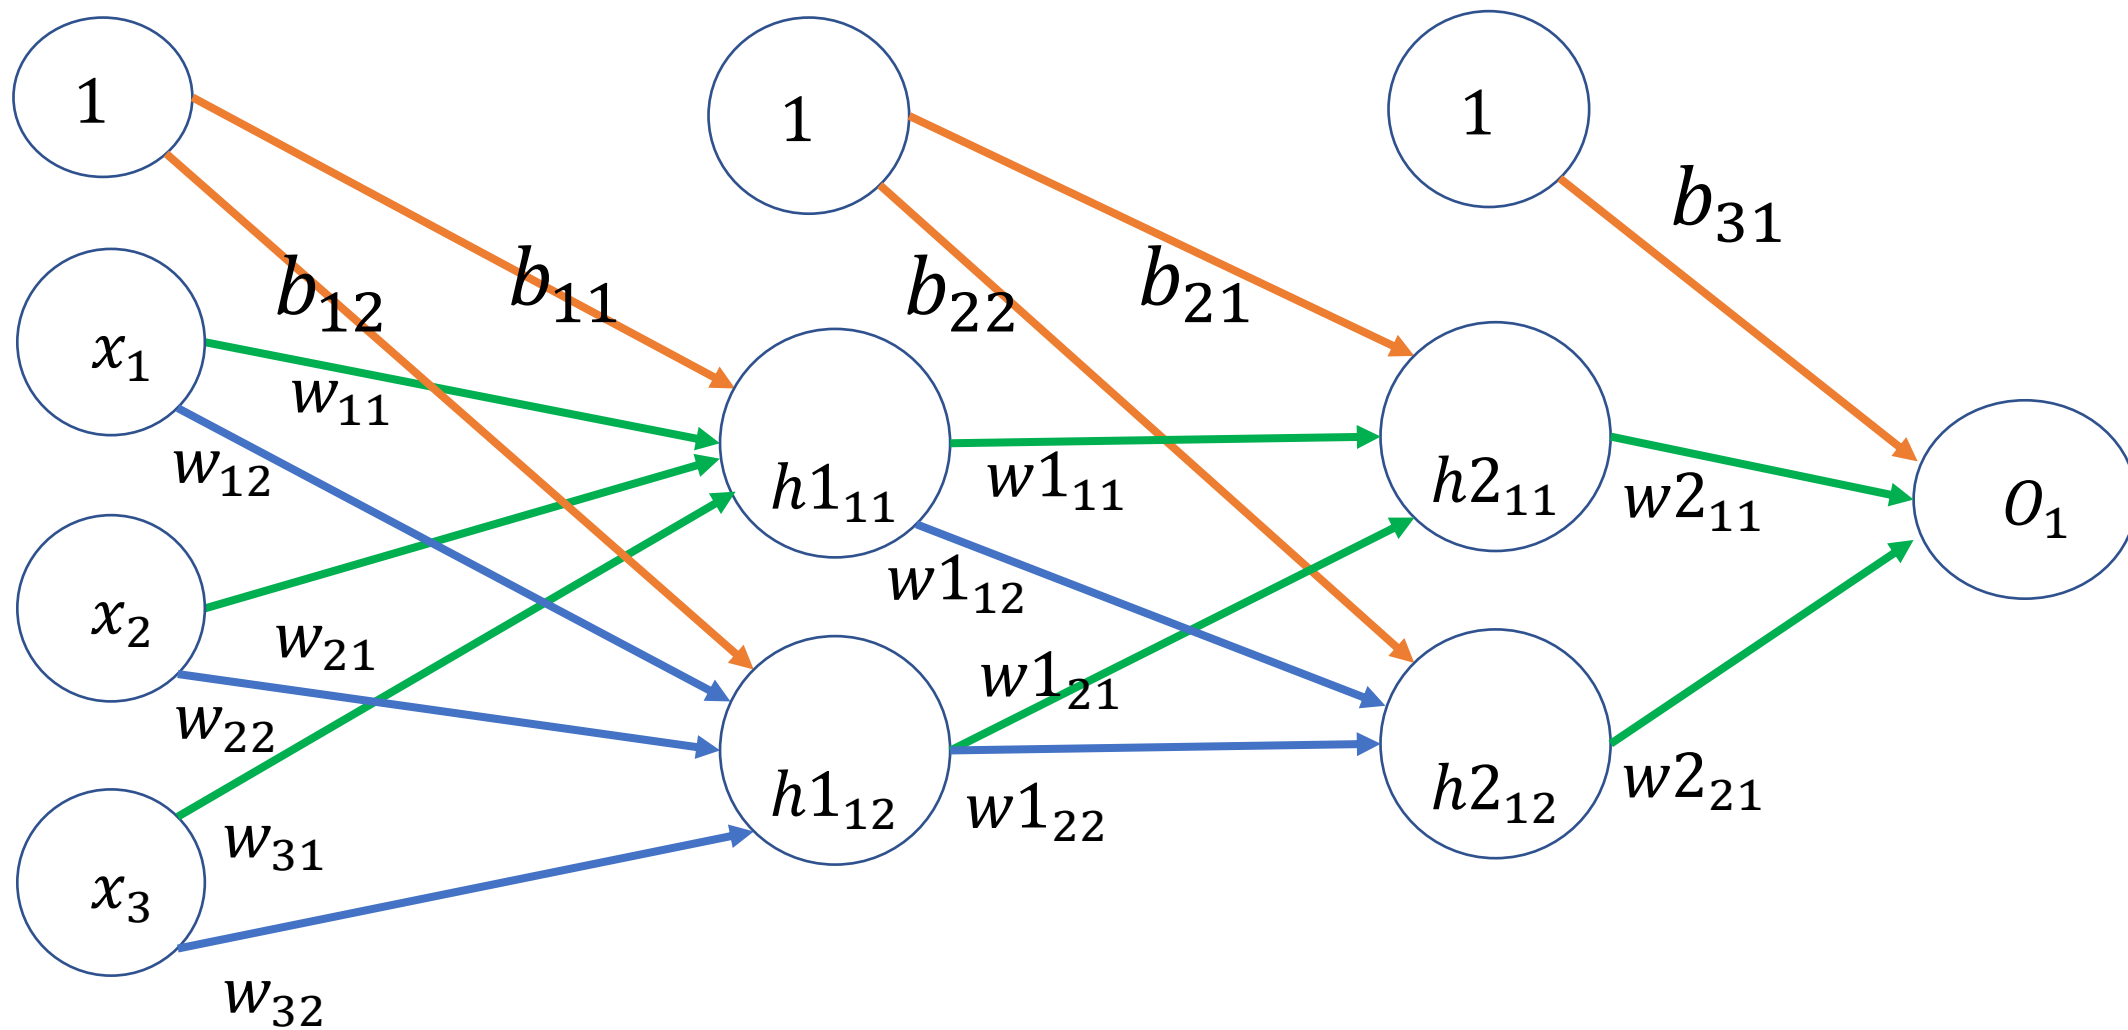 1
1
1
b₃₁
b₁₂
b₁₁
b₂₂
b₂₁
x₁
w₁₁
w₁₂
h1₁₁
w1₁₁
h2₁₁
w2₁₁
O₁
w1₁₂
x₂
w₂₁
w₂₂
w1₂₁
h1₁₂
w1₂₂
h2₁₂
w2₂₁
w₃₁
x₃
w₃₂